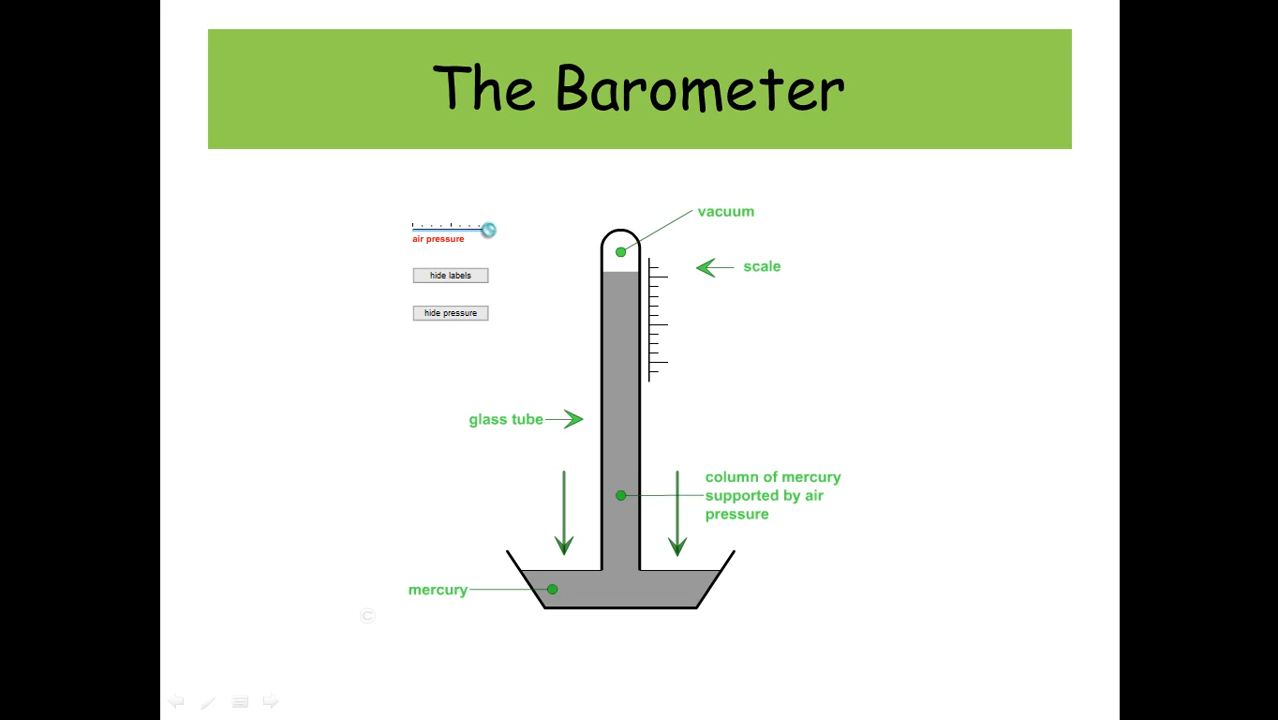 The Barometer
vacuum
air pressure
scale
hide labels
hide pressure
glass tube
column of mercury
supported by air
pressure
mercury
©